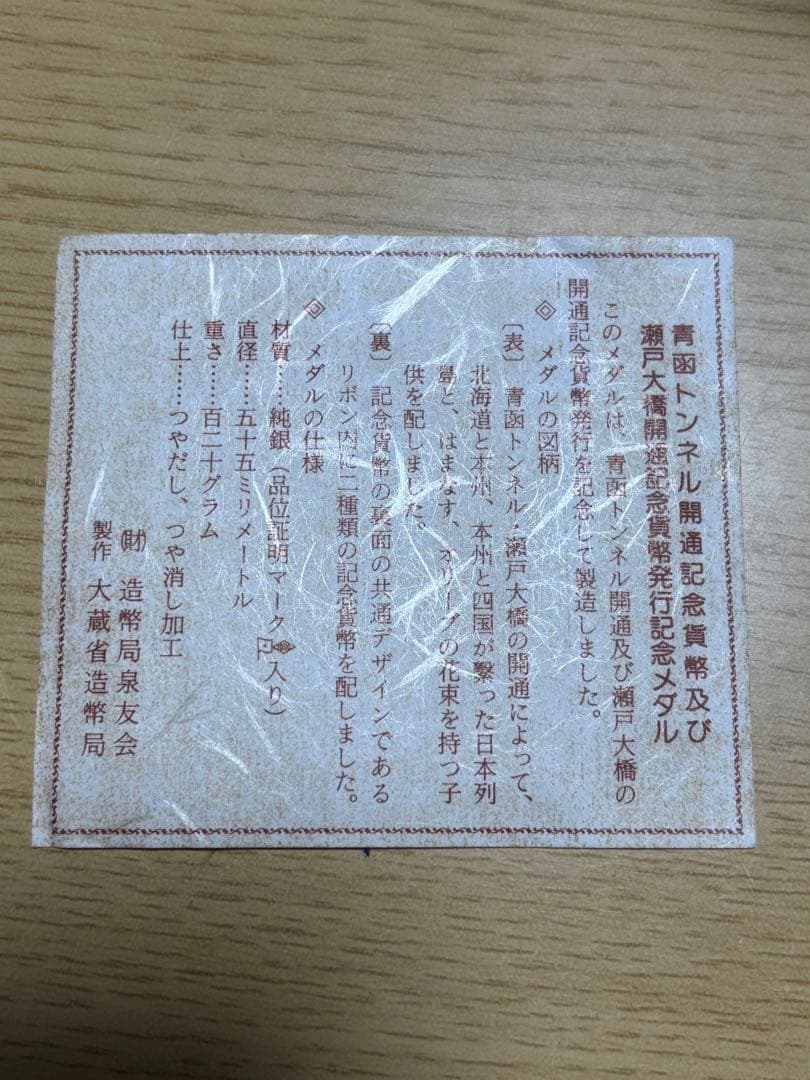 青函トンネル開通記念貨幣及び
瀬戸大橋開通記念貨幣発行記念メダル
このメダルは、青函トンネル開通及び瀬戸大橋の
開通記念貨幣発行を記念して製造しました。
◈ メダルの図柄
〔表〕 青函トンネル・瀬戸大橋の開通によって、
北海道と本州、本州と四国が繋った日本列
島と、はまなす、オリーブの花束を持つ子
供を配しました。
〔裏〕 記念貨幣の裏面の共通デザインである
リボン内に二種類の記念貨幣を配しました。
◈ メダルの仕様
材質……純銀（品位証明マーク入り）
直径……五十五ミリメートル
重さ……百二十グラム
仕上……つやだし、つや消し加工
㈶ 造幣局泉友会
製作 大蔵省造幣局